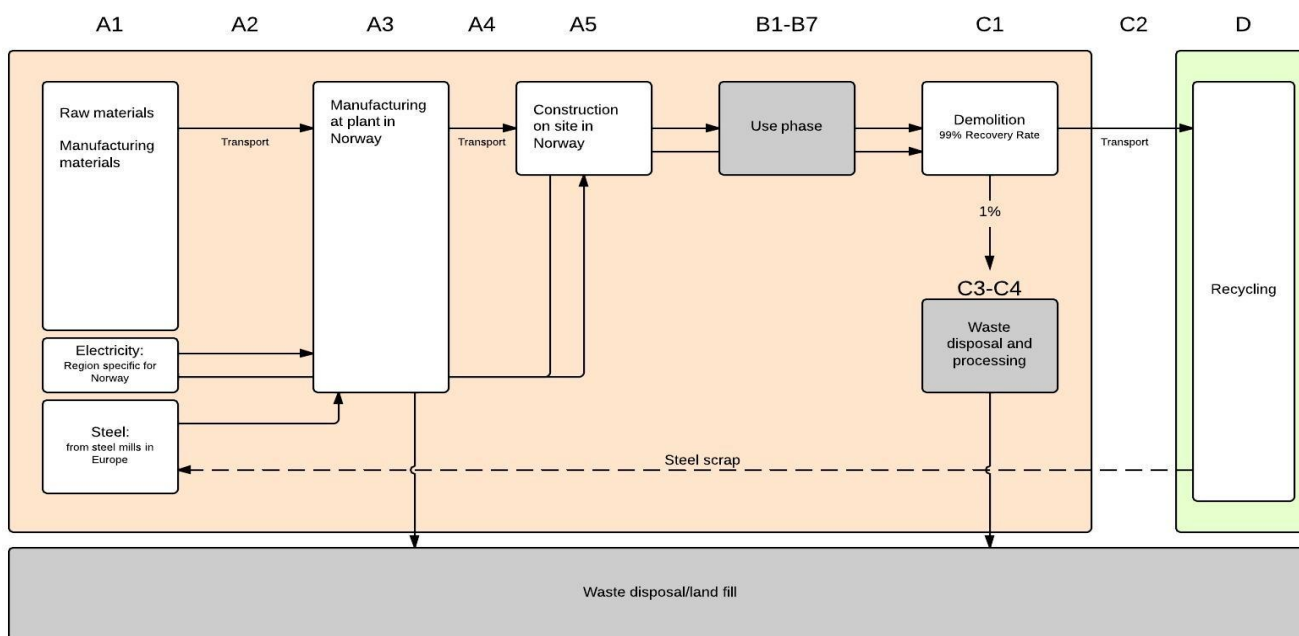 A1
A2
A3
A4
A5
B1-B7
C1
C2
D
Raw materials
Manufacturing
materials
Transport
Manufacturing
at plant in
Norway
Transport
Construction
on site in
Norway
Use phase
Demolition
99% Recovery Rate
Transport
1%
C3-C4
Waste
disposal and
processing
Recycling
Electricity:
Region specific for
Norway
Steel:
from steel mills in
Europe
Steel scrap
Waste disposal/land fill